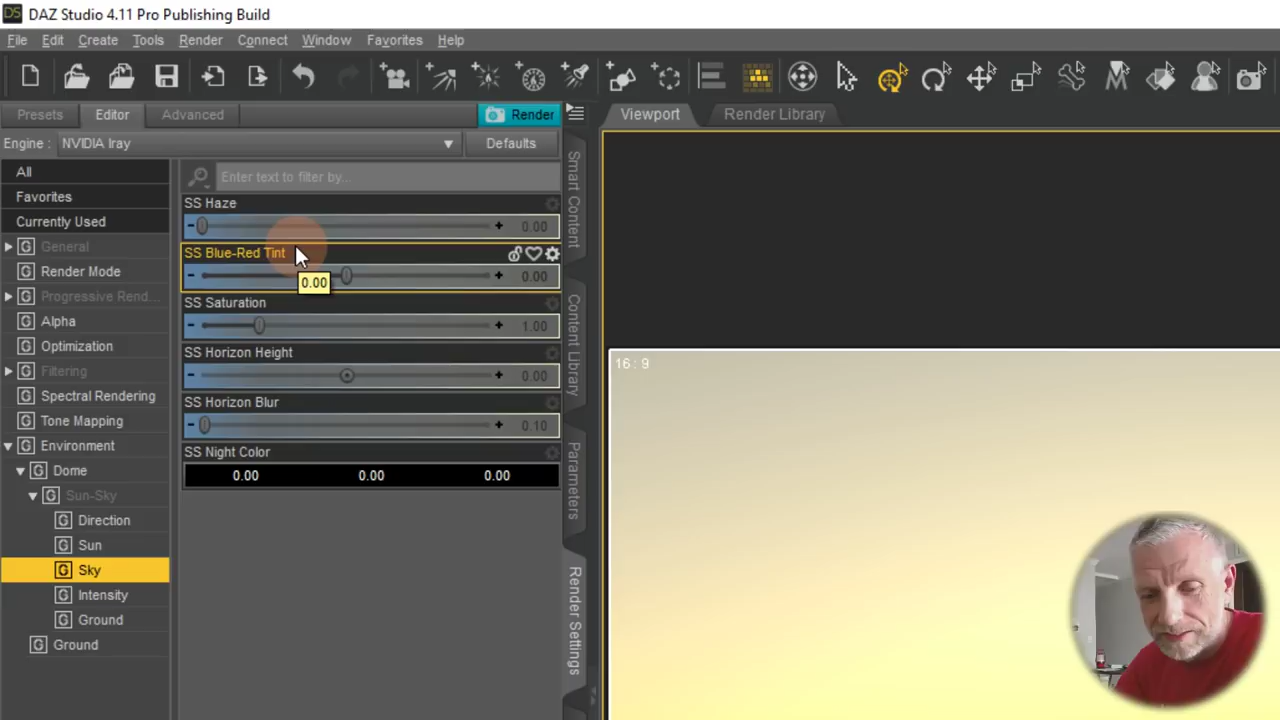 DS DAZ Studio 4.11 Pro Publishing Build
File Edit Create Tools Render Connect Window Favorites Help
Presets Editor Advanced Render Viewport Render Library
Engine : NVIDIA Iray Defaults
All
Favorites
Currently Used
G General
G Render Mode
G Progressive Rend...
G Alpha
G Optimization
G Filtering
G Spectral Rendering
G Tone Mapping
G Environment
G Dome
G Sun-Sky
G Direction
G Sun
G Sky
G Intensity
G Ground
G Ground
Enter text to filter by...
SS Haze
- + 0.00
SS Blue-Red Tint
- + 0.00
0.00
SS Saturation
- + 1.00
SS Horizon Height
- + 0.00
SS Horizon Blur
- + 0.10
SS Night Color
0.00 0.00 0.00
Smart Content
Content Library
Parameters
Render Settings
16 : 9